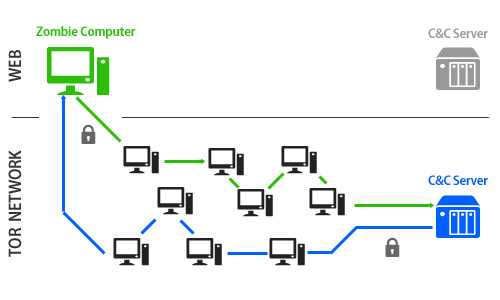 Zombie Computer
C&C Server
WEB
TOR NETWORK
C&C Server